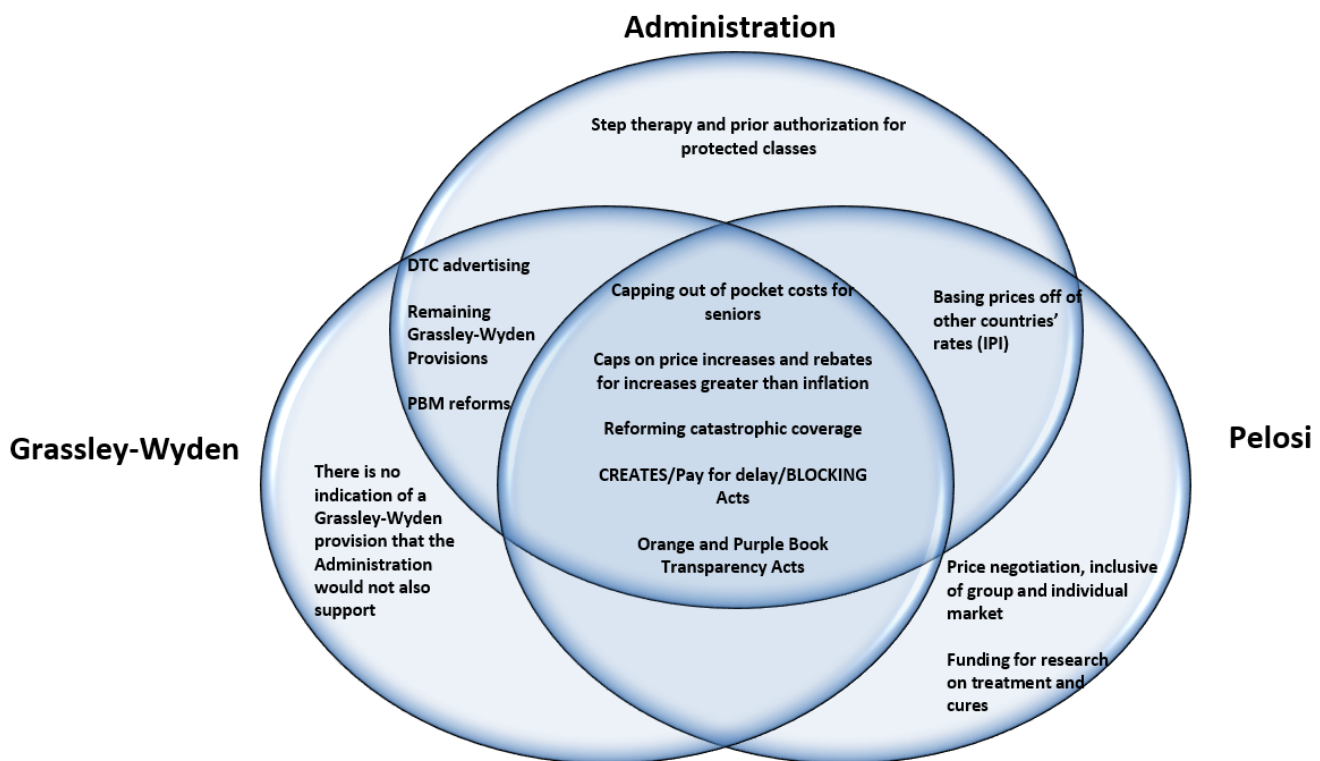 Administration
Step therapy and prior authorization for
protected classes
DTC advertising
Remaining
Grassley-Wyden
Provisions
PBM reforms
Capping out of pocket costs for
seniors
Caps on price increases and rebates
for increases greater than inflation
Reforming catastrophic coverage
CREATES/Pay for delay/BLOCKING
Acts
Orange and Purple Book
Transparency Acts
Basing prices off of
other countries’
rates (IPI)
Grassley-Wyden
There is no
indication of a
Grassley-Wyden
provision that the
Administration
would not also
support
Pelosi
Price negotiation, inclusive
of group and individual
market
Funding for research
on treatment and
cures